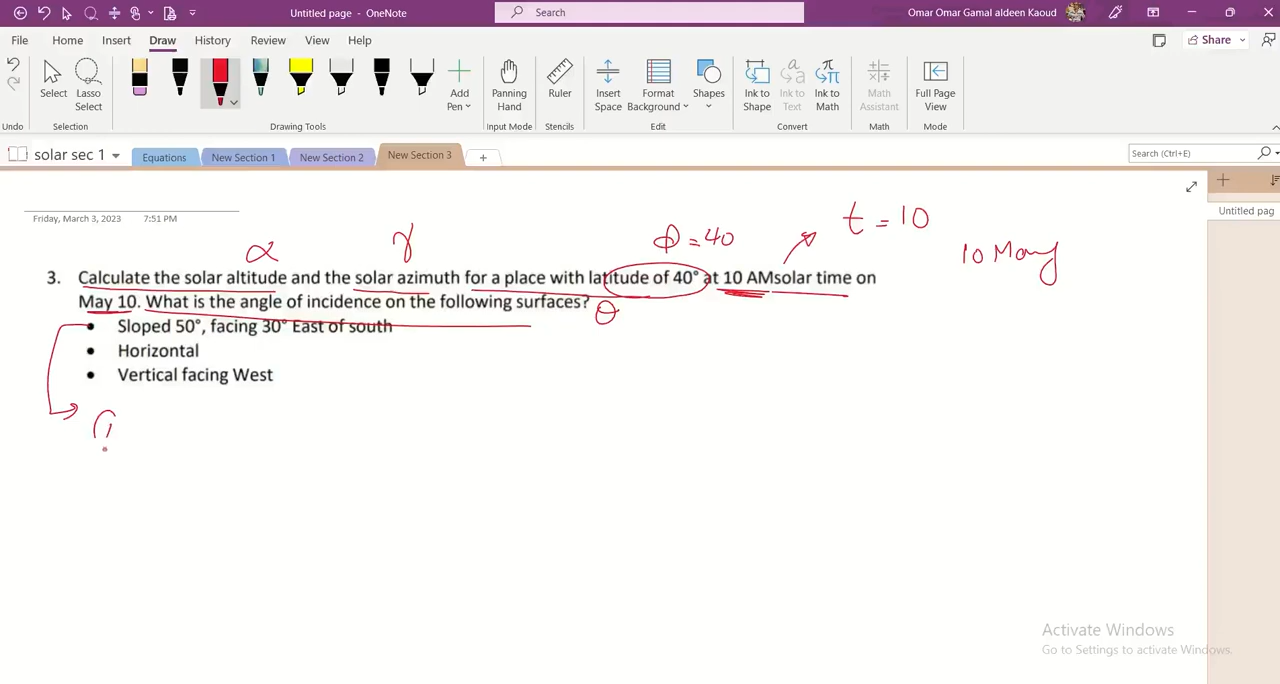 Untitled page - OneNote
Search
Omar Omar Gamal aldeen Kaoud
File Home Insert Draw History Review View Help
Share
Select
Lasso Select
Add Pen
Panning Hand
Ruler
Insert Space
Format Background
Shapes
Ink to Shape
Ink to Text
Ink to Math
Math Assistant
Full Page View
Undo
Selection
Drawing Tools
Input Mode
Stencils
Edit
Convert
Math
Mode
solar sec 1
Equations
New Section 1
New Section 2
New Section 3
Search (Ctrl+E)
Untitled pag
Friday, March 3, 2023 7:51 PM
t = 10
α γ ϕ = 40 10 May
3. Calculate the solar altitude and the solar azimuth for a place with latitude of 40° at 10 AMsolar time on
May 10. What is the angle of incidence on the following surfaces?
θ
• Sloped 50°, facing 30° East of south
• Horizontal
• Vertical facing West
Activate Windows
Go to Settings to activate Windows.